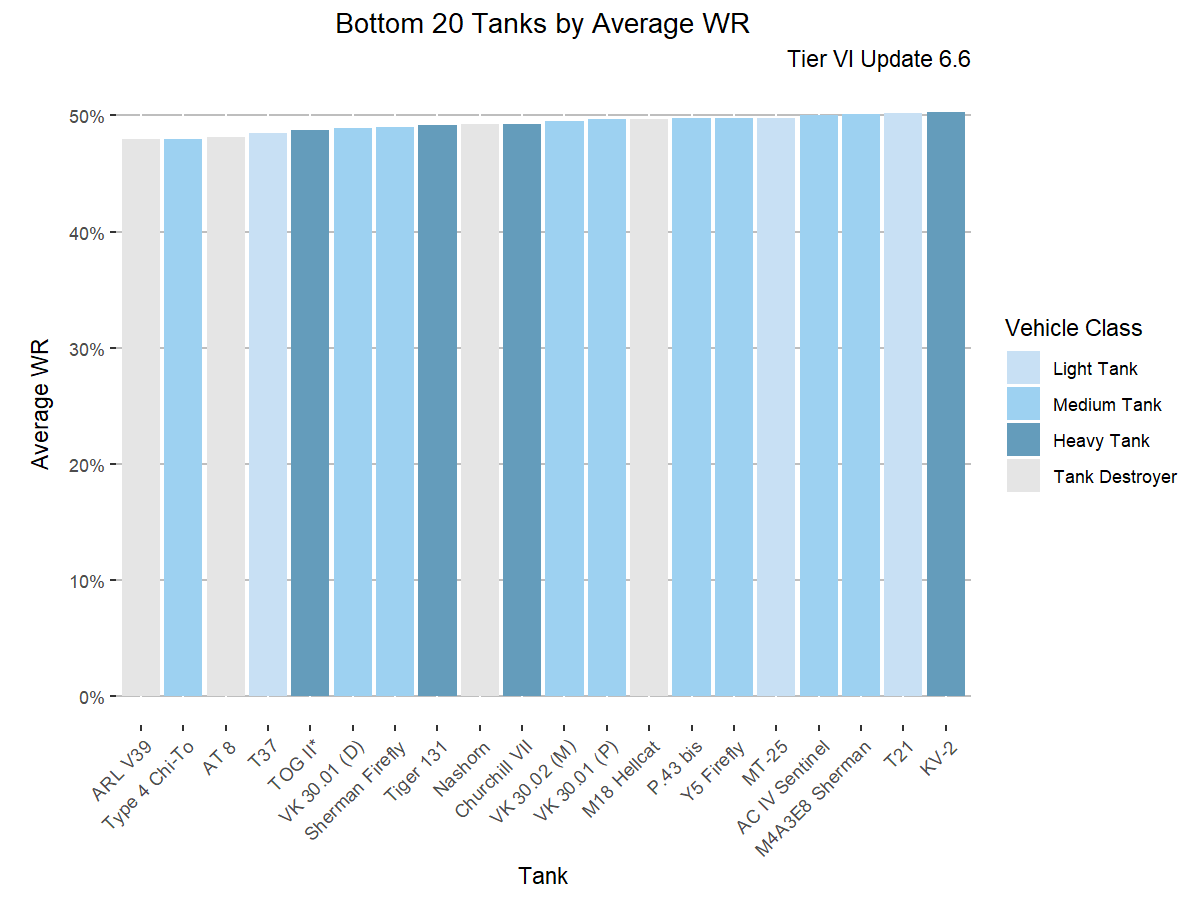 Bottom 20 Tanks by Average WR
Tier VI Update 6.6
Average WR
50%
40%
30%
20%
10%
0%
ARL V39
Type 4 Chi-To
AT 8
T37
TOG II*
VK 30.01 (D)
Sherman Firefly
Tiger 131
Nashorn
Churchill VII
VK 30.02 (M)
VK 30.01 (P)
M18 Hellcat
P.43 bis
Y5 Firefly
MT-25
AC IV Sentinel
M4A3E8 Sherman
T21
KV-2
Tank
Vehicle Class
Light Tank
Medium Tank
Heavy Tank
Tank Destroyer